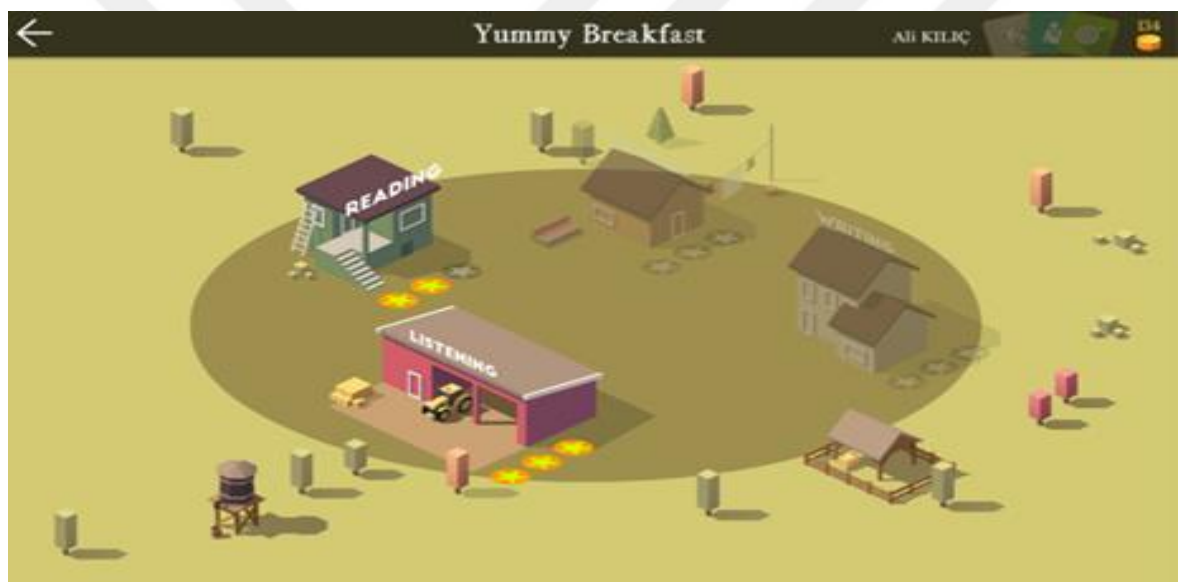 Yummy Breakfast
Ali KILIÇ
134
READING
WRITING
LISTENING